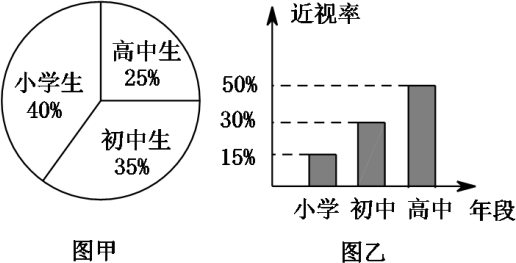 高中生
25%
小学生
40%
初中生
35%
图甲
近视率
50%
30%
15%
小学 初中 高中 年段
图乙